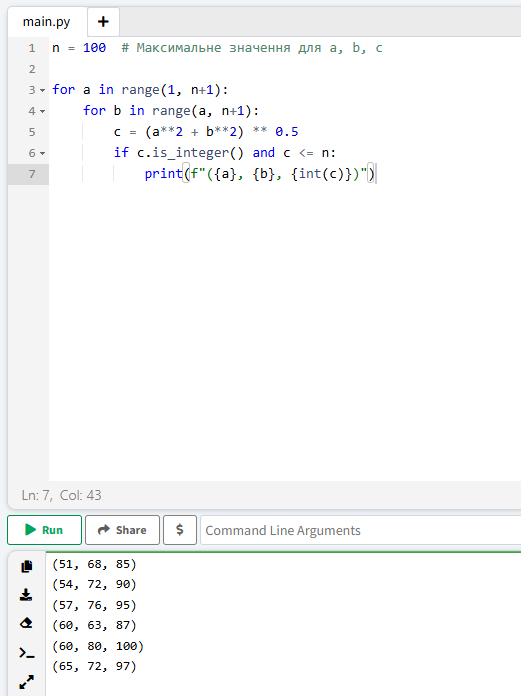 main.py +
1 n = 100  # Максимальне значення для a, b, c
2
3 for a in range(1, n+1):
4     for b in range(a, n+1):
5         c = (a**2 + b**2) ** 0.5
6         if c.is_integer() and c <= n:
7             print(f"({a}, {b}, {int(c)})")
Ln: 7, Col: 43
Run Share $ Command Line Arguments
(51, 68, 85)
(54, 72, 90)
(57, 76, 95)
(60, 63, 87)
(60, 80, 100)
(65, 72, 97)